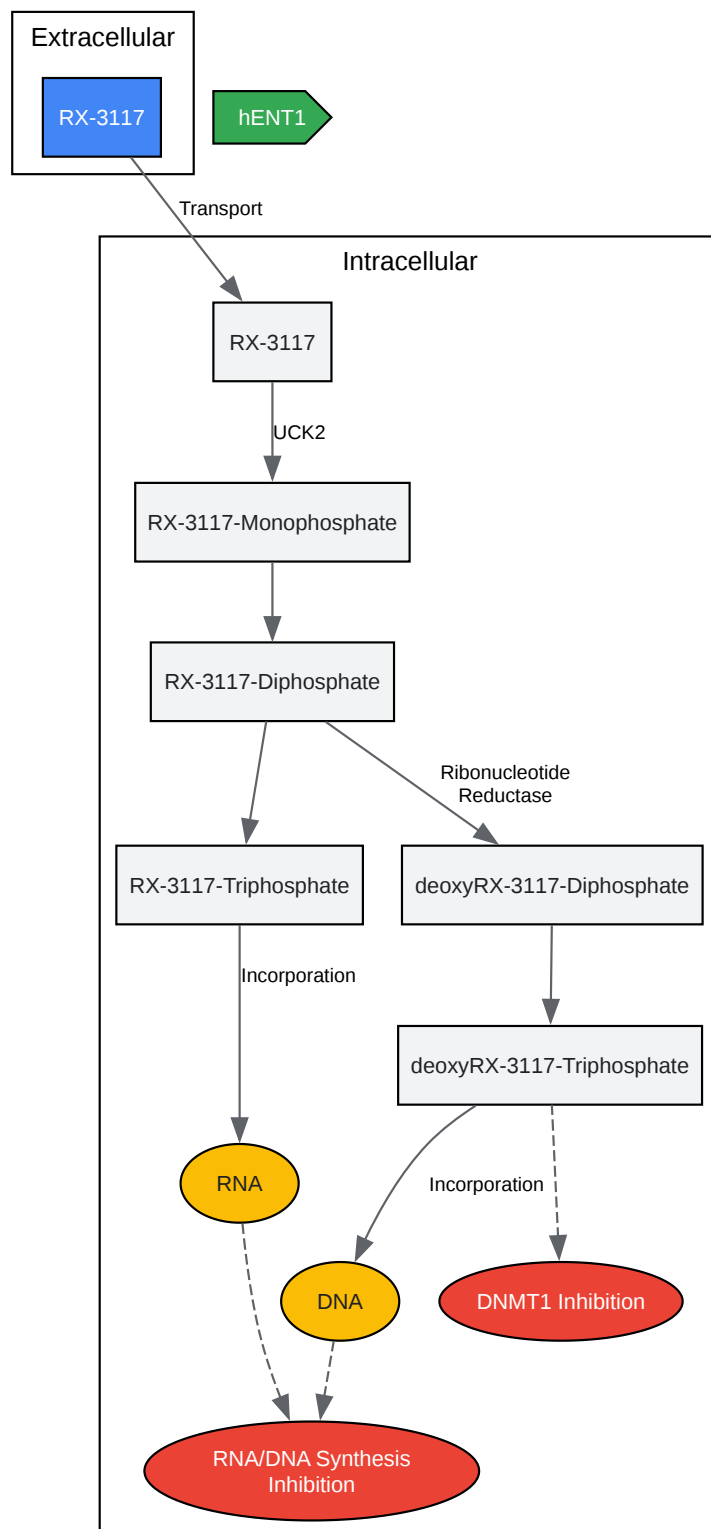 Extracellular
RX-3117
hENT1
Transport
Intracellular
RX-3117
UCK2
RX-3117-Monophosphate
RX-3117-Diphosphate
Ribonucleotide
Reductase
RX-3117-Triphosphate
deoxyRX-3117-Diphosphate
Incorporation
deoxyRX-3117-Triphosphate
RNA
Incorporation
DNA
DNMT1 Inhibition
RNA/DNA Synthesis
Inhibition